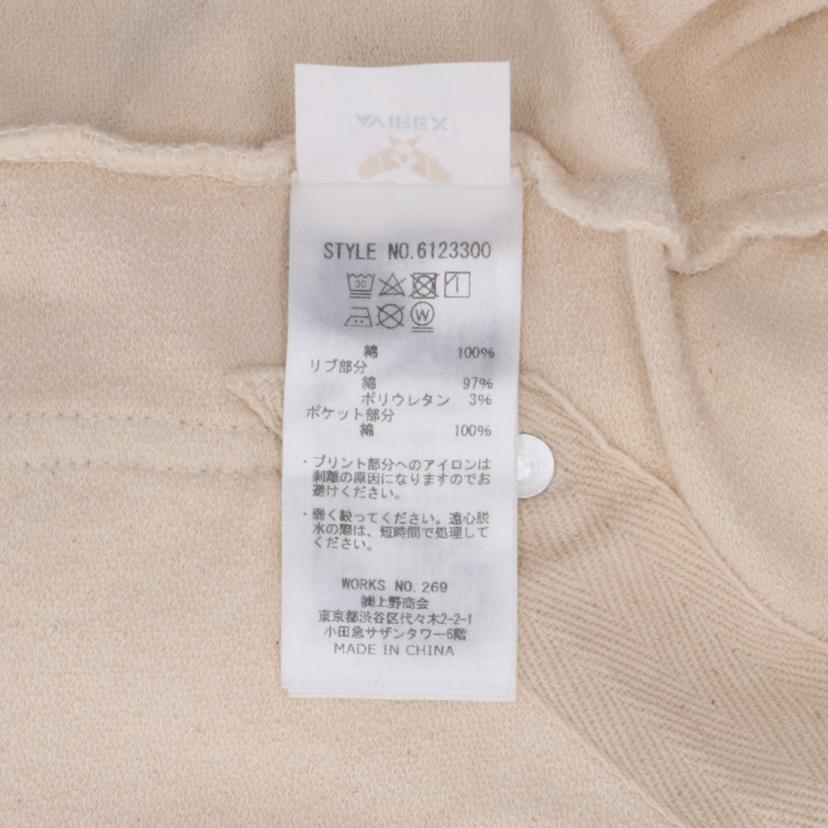 AVIREX
STYLE NO.6123300
30
W
綿 100%
リブ部分
綿 97%
ポリウレタン 3%
ポケット部分
綿 100%
・プリント部分へのアイロンは
剥離の原因になりますのでお
避けください。
・弱く絞ってください。遠心脱
水の際は、短時間で処理して
ください。
WORKS NO.269
㈱上野商会
東京都渋谷区代々木2-2-1
小田急サザンタワー6階
MADE IN CHINA